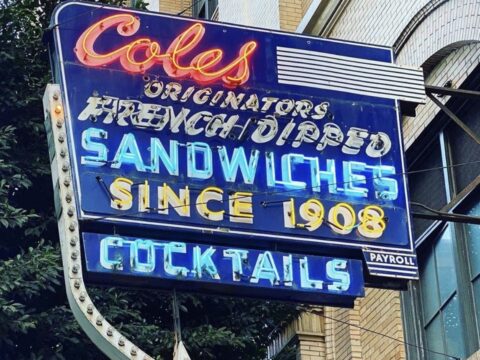 Coles
ORIGINATORS
FRENCH DIPPED
SANDWICHES
SINCE 1908
PAYROLL
COCKTAILS